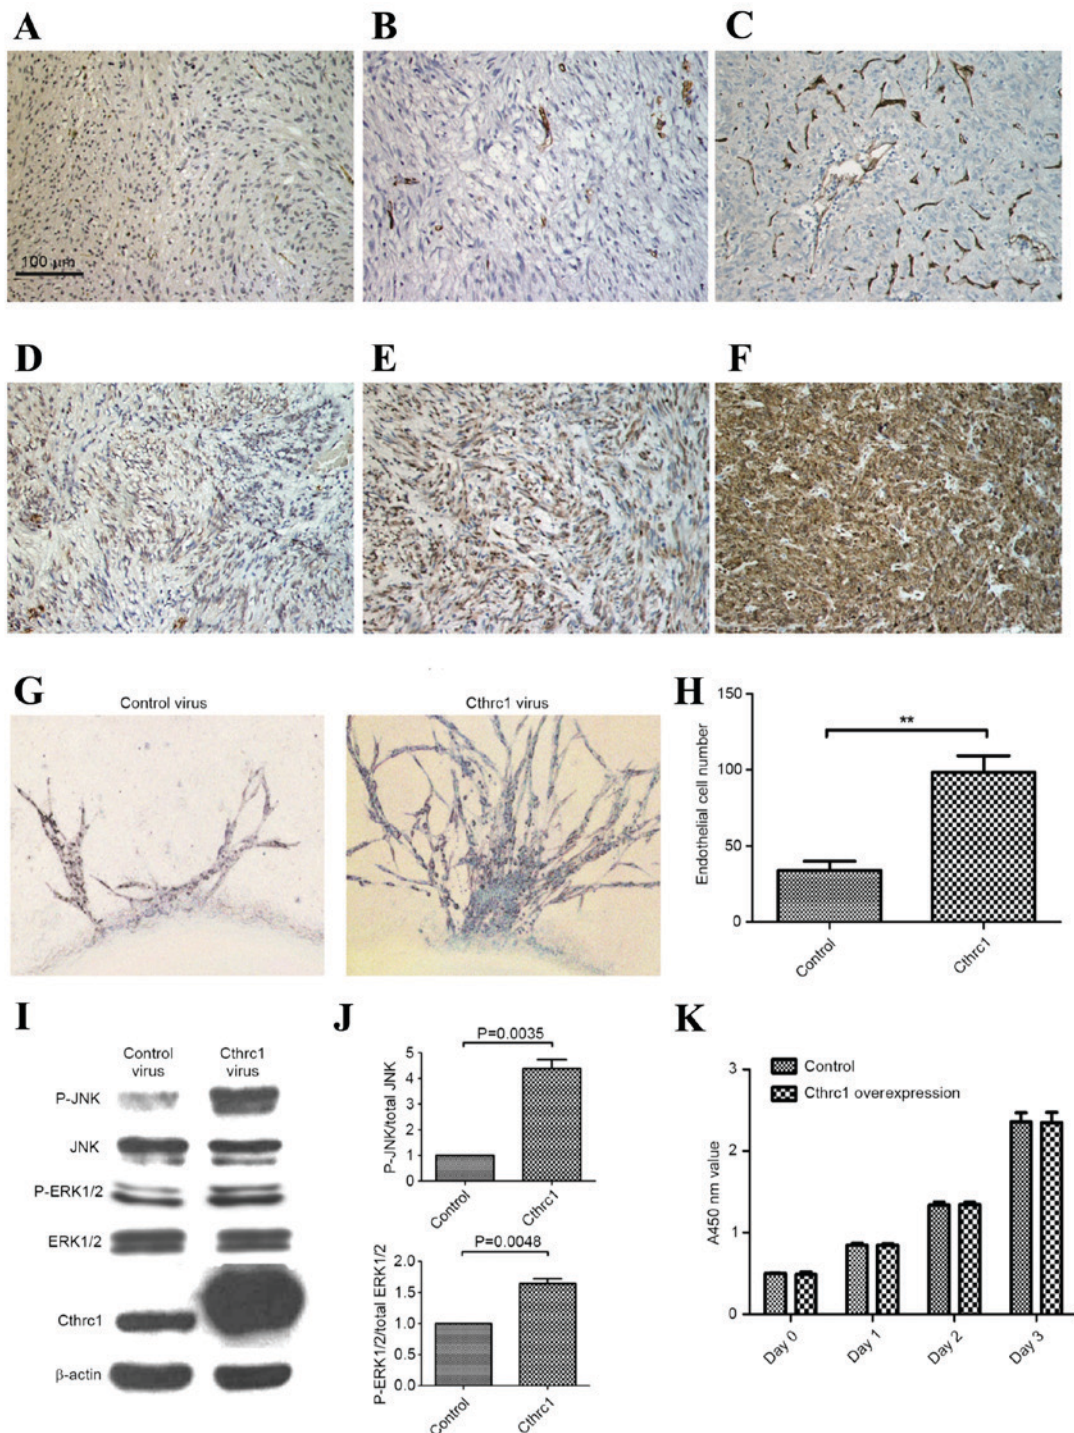 A
B
C
100 μm
D
E
F
G
Control virus
Cthrc1 virus
H
Endothelial cell number
150
100
50
0
**
Control
Cthrc1
I
Control
virus
Cthrc1
virus
P-JNK
JNK
P-ERK1/2
ERK1/2
Cthrc1
β-actin
J
P=0.0035
P-JNK/total JNK
5
4
3
2
1
0
Control
Cthrc1
P=0.0048
P-ERK1/2/total ERK1/2
2.0
1.5
1.0
0.5
0.0
Control
Cthrc1
K
Control
Cthrc1 overexpression
A450 nm value
3
2
1
0
Day 0
Day 1
Day 2
Day 3